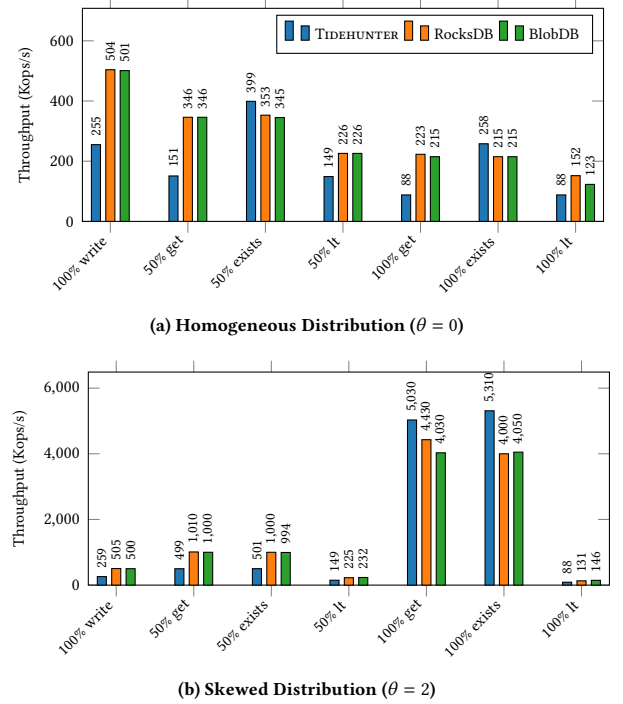 TIDEHUNTER RocksDB BlobDB
Throughput (Kops/s)
600
400
200
0
255 504 501
151 346 346
399 353 345
149 226 226
88 223 215
258 215 215
88 152 123
100% write 50% get 50% exists 50% lt 100% get 100% exists 100% lt
(a) Homogeneous Distribution (θ = 0)
Throughput (Kops/s)
6,000
4,000
2,000
0
259 505 500
499 1,010 1,000
501 1,000 994
149 225 232
5,030 4,430 4,030
5,310 4,000 4,050
88 131 146
100% write 50% get 50% exists 50% lt 100% get 100% exists 100% lt
(b) Skewed Distribution (θ = 2)